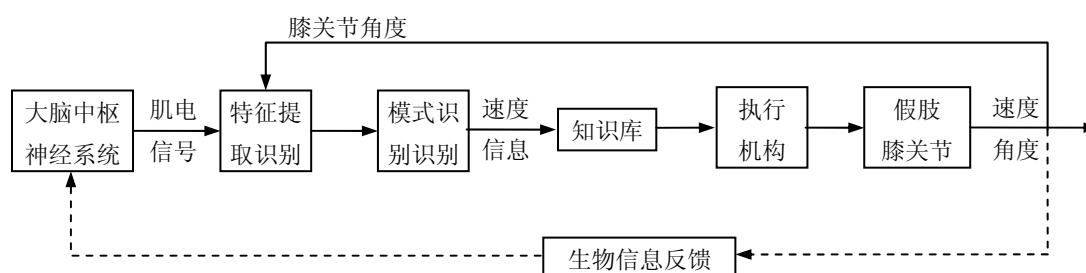 膝关节角度
大脑中枢
神经系统
肌电
信号
特征提
取识别
模式识
别识别
速度
信息
知识库
执行
机构
假肢
膝关节
速度
角度
生物信息反馈